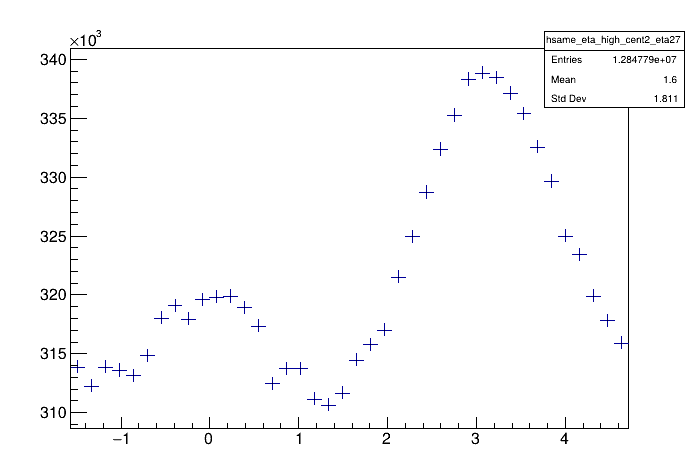 ×10³
hsame_eta_high_cent2_eta27
Entries 1.284779e+07
Mean 1.6
Std Dev 1.811
340
335
330
325
320
315
310
−1 0 1 2 3 4